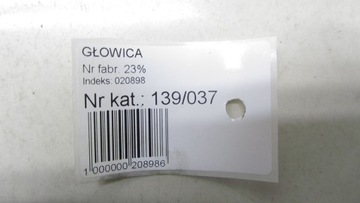 GŁOWICA
Nr fabr. 23%
Indeks: 020898
Nr kat.: 139/037
1 000000 208986